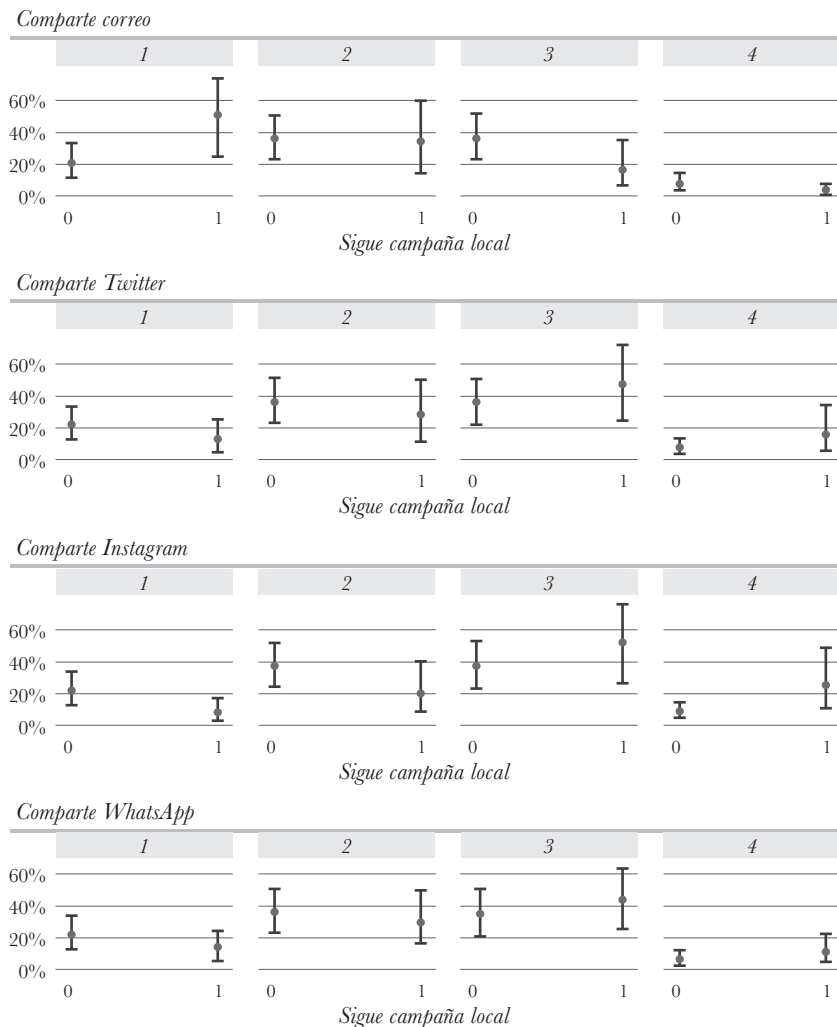 Comparte correo
1 2 3 4
60%
40%
20%
0%
0 1 0 1 0 1 0 1
Sigue campaña local
Comparte Twitter
1 2 3 4
60%
40%
20%
0%
0 1 0 1 0 1 0 1
Sigue campaña local
Comparte Instagram
1 2 3 4
60%
40%
20%
0%
0 1 0 1 0 1 0 1
Sigue campaña local
Comparte WhatsApp
1 2 3 4
60%
40%
20%
0%
0 1 0 1 0 1 0 1
Sigue campaña local